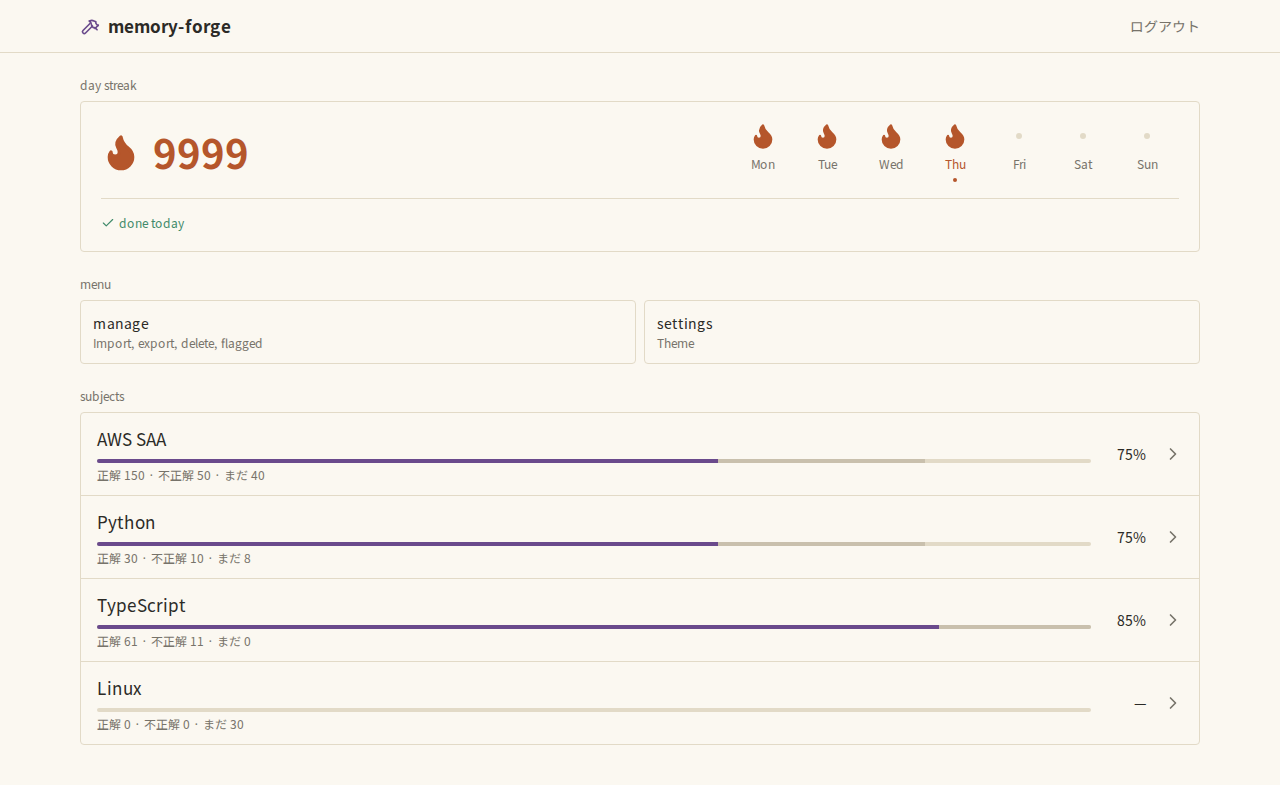 memory-forge
ログアウト
day streak
9999
Mon Tue Wed Thu Fri Sat Sun
done today
menu
manage
Import, export, delete, flagged
settings
Theme
subjects
AWS SAA
75%
正解 150 · 不正解 50 · まだ 40
Python
75%
正解 30 · 不正解 10 · まだ 8
TypeScript
85%
正解 61 · 不正解 11 · まだ 0
Linux
—
正解 0 · 不正解 0 · まだ 30